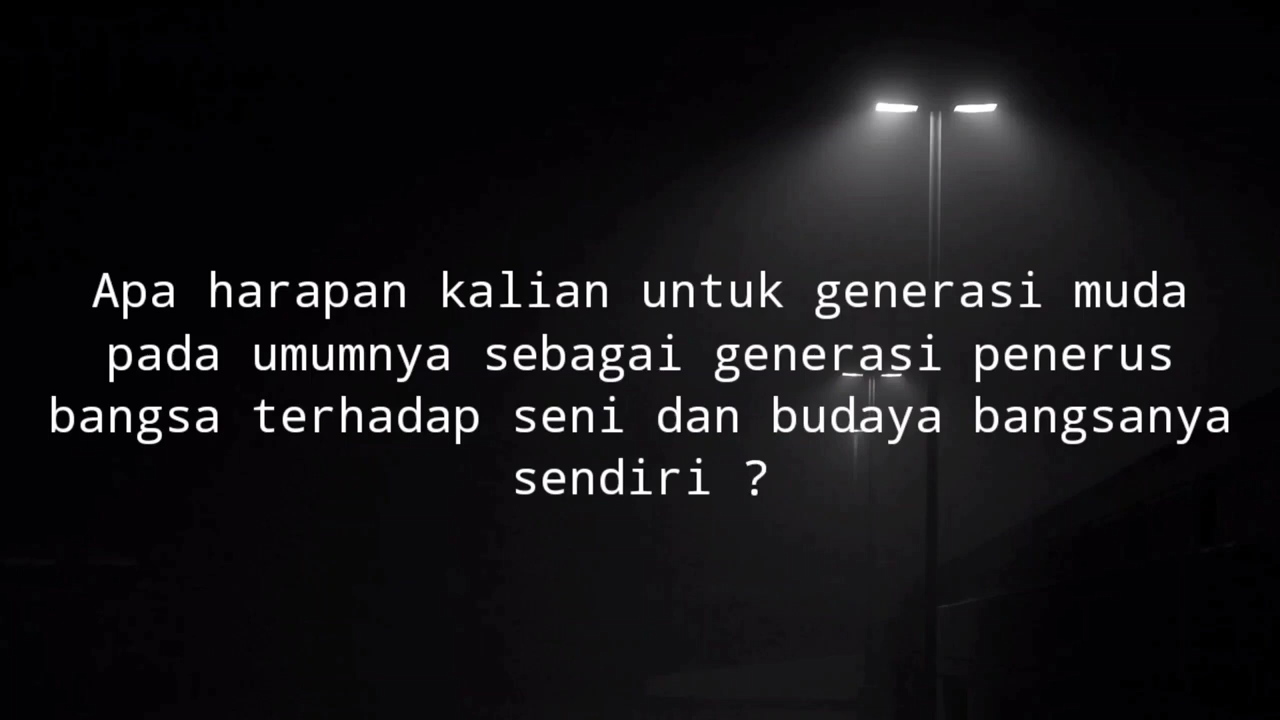 Apa harapan kalian untuk generasi muda
pada umumnya sebagai generasi penerus
bangsa terhadap seni dan budaya bangsanya
sendiri ?